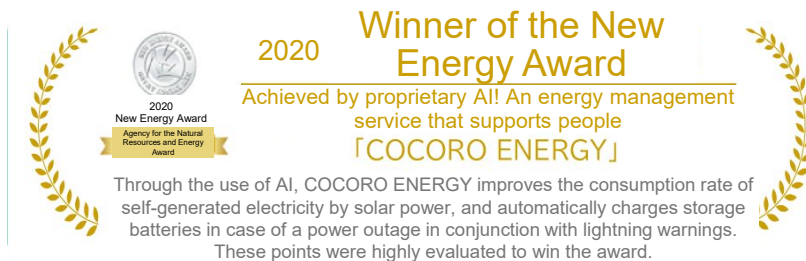 2020
Winner of the New
Energy Award
Achieved by proprietary AI! An energy management
service that supports people
「COCORO ENERGY」
2020
New Energy Award
Agency for the Natural
Resources and Energy
Award
Through the use of AI, COCORO ENERGY improves the consumption rate of
self-generated electricity by solar power, and automatically charges storage
batteries in case of a power outage in conjunction with lightning warnings.
These points were highly evaluated to win the award.